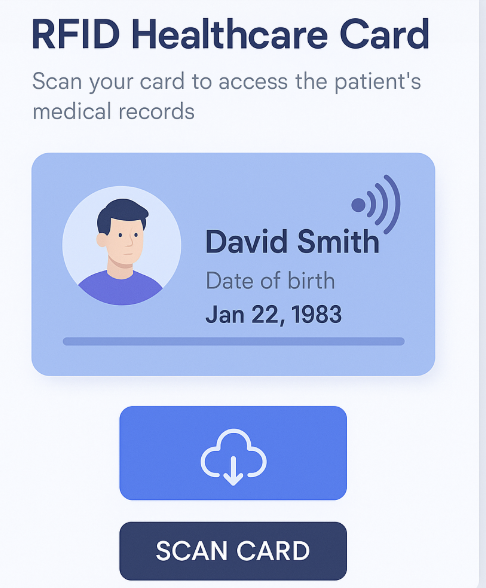 RFID Healthcare Card
Scan your card to access the patient's
medical records
David Smith
Date of birth
Jan 22, 1983
SCAN CARD